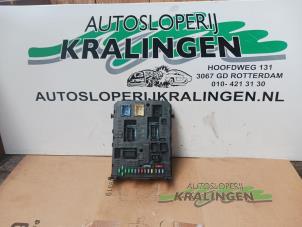 AUTOSLOPERIJ
KRALINGEN
HOOFDWEG 131
3067 GD ROTTERDAM
010- 421 31 30
AUTOSLOPERIJKRALINGEN.NL
AUTOSLOPERIJ
KRALINGEN